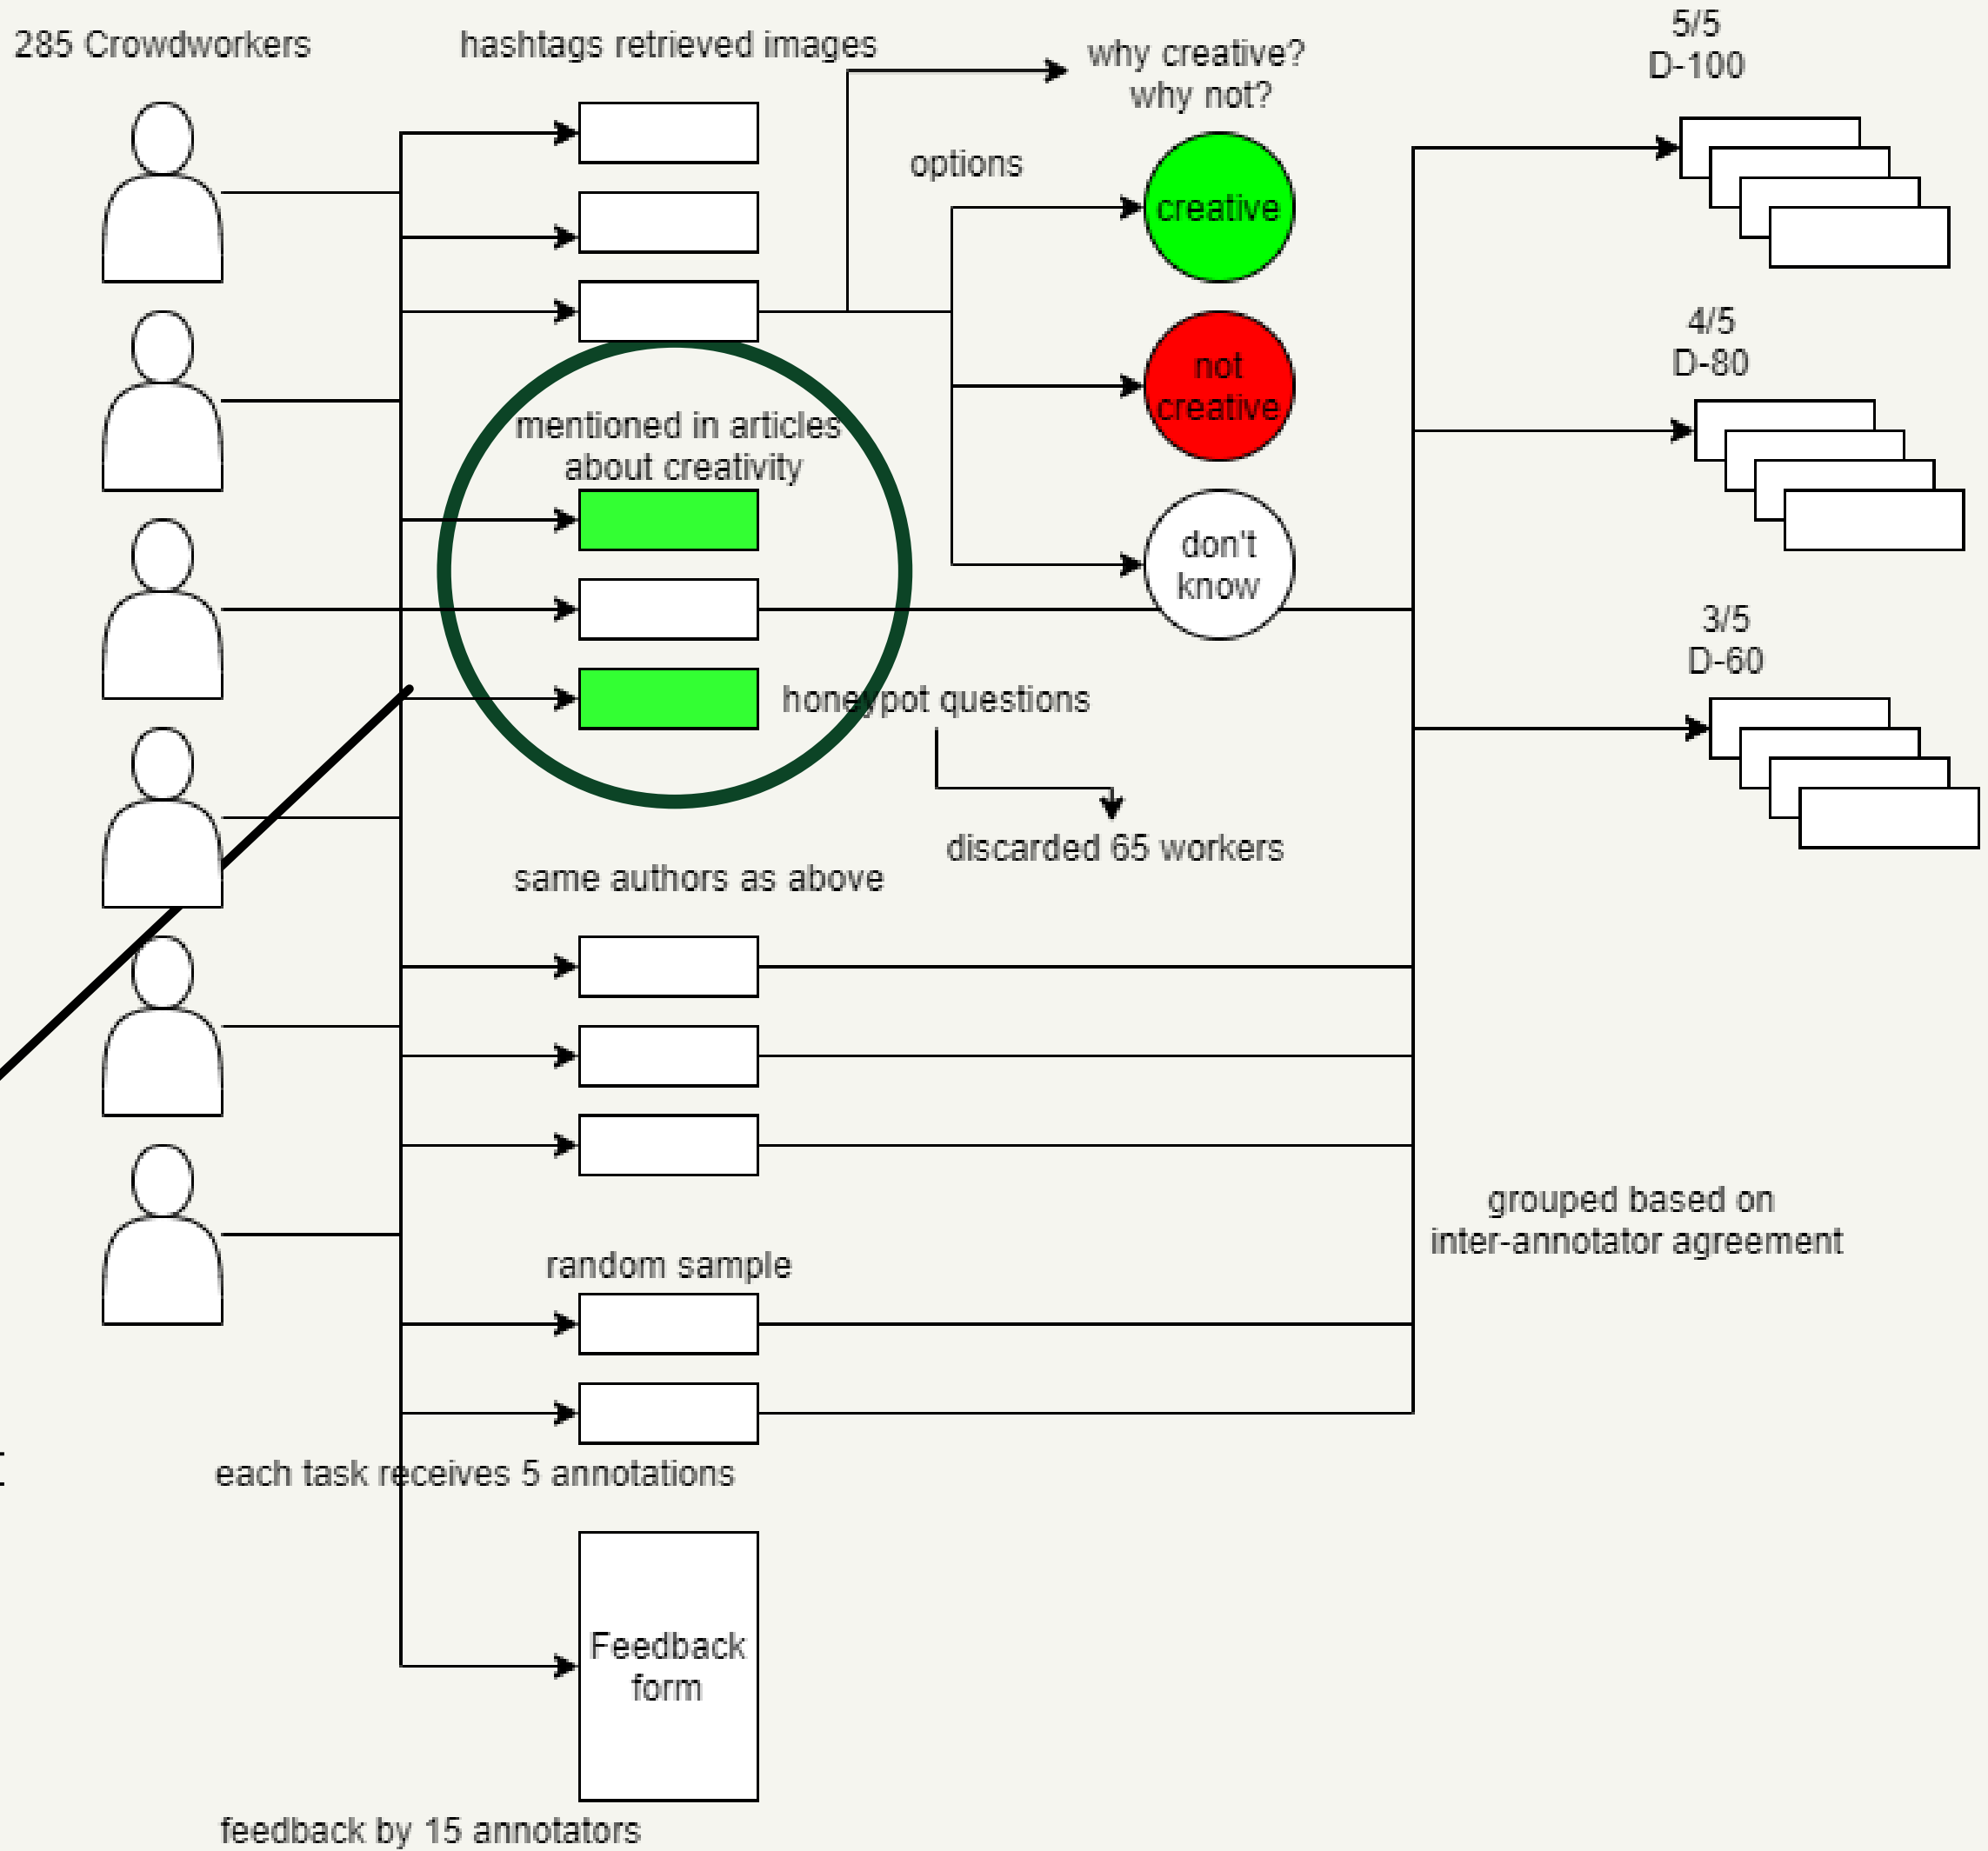 285 Crowdworkers
hashtags retrieved images
why creative?
why not?
options
creative
not
creative
don't
know
mentioned in articles
about creativity
honeypot questions
discarded 65 workers
same authors as above
random sample
each task receives 5 annotations
Feedback
form
feedback by 15 annotators
5/5
D-100
4/5
D-80
3/5
D-60
grouped based on
inter-annotator agreement